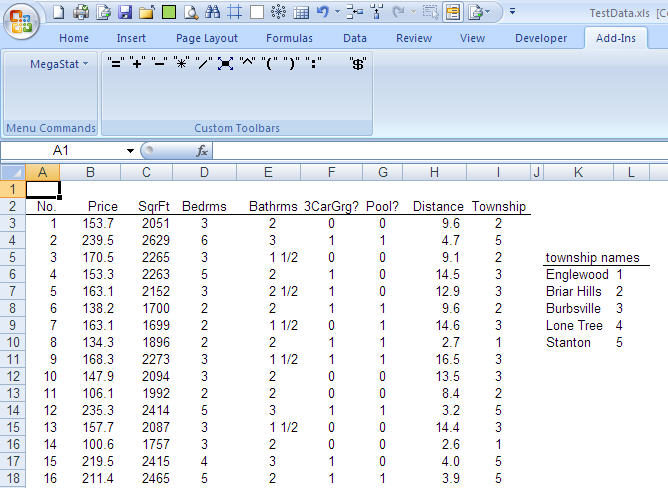 TestData.xls [Co
Home Insert Page Layout Formulas Data Review View Developer Add-Ins
MegaStat "=" "+" "-" "*" "/" "^" "(" ")" ":" "$"
Menu Commands Custom Toolbars
A1 fx
A B C D E F G H I J K L
1
2 No. Price SqrFt Bedrms Bathrms 3CarGrg? Pool? Distance Township
3 1 153.7 2051 3 2 0 0 9.6 2
4 2 239.5 2629 6 3 1 1 4.7 5
5 3 170.5 2265 3 1 1/2 0 0 9.1 2 township names
6 4 153.3 2263 5 2 1 0 14.5 3 Englewood 1
7 5 163.1 2152 3 2 1/2 0 1 12.9 3 Briar Hills 2
8 6 138.2 1700 2 2 1 1 9.6 2 Burbsville 3
9 7 163.1 1699 2 1 1/2 0 1 14.6 3 Lone Tree 4
10 8 134.3 1896 2 2 1 1 2.7 1 Stanton 5
11 9 168.3 2273 3 1 1/2 1 1 16.5 3
12 10 147.9 2094 3 2 0 0 13.5 3
13 11 106.1 1992 2 2 0 0 8.4 2
14 12 235.3 2414 5 3 1 1 3.2 5
15 13 157.7 2087 3 1 1/2 1 0 14.4 3
16 14 100.6 1757 3 2 0 0 2.6 1
17 15 219.5 2415 4 3 1 0 4.0 5
18 16 211.4 2465 5 2 1 1 3.9 5